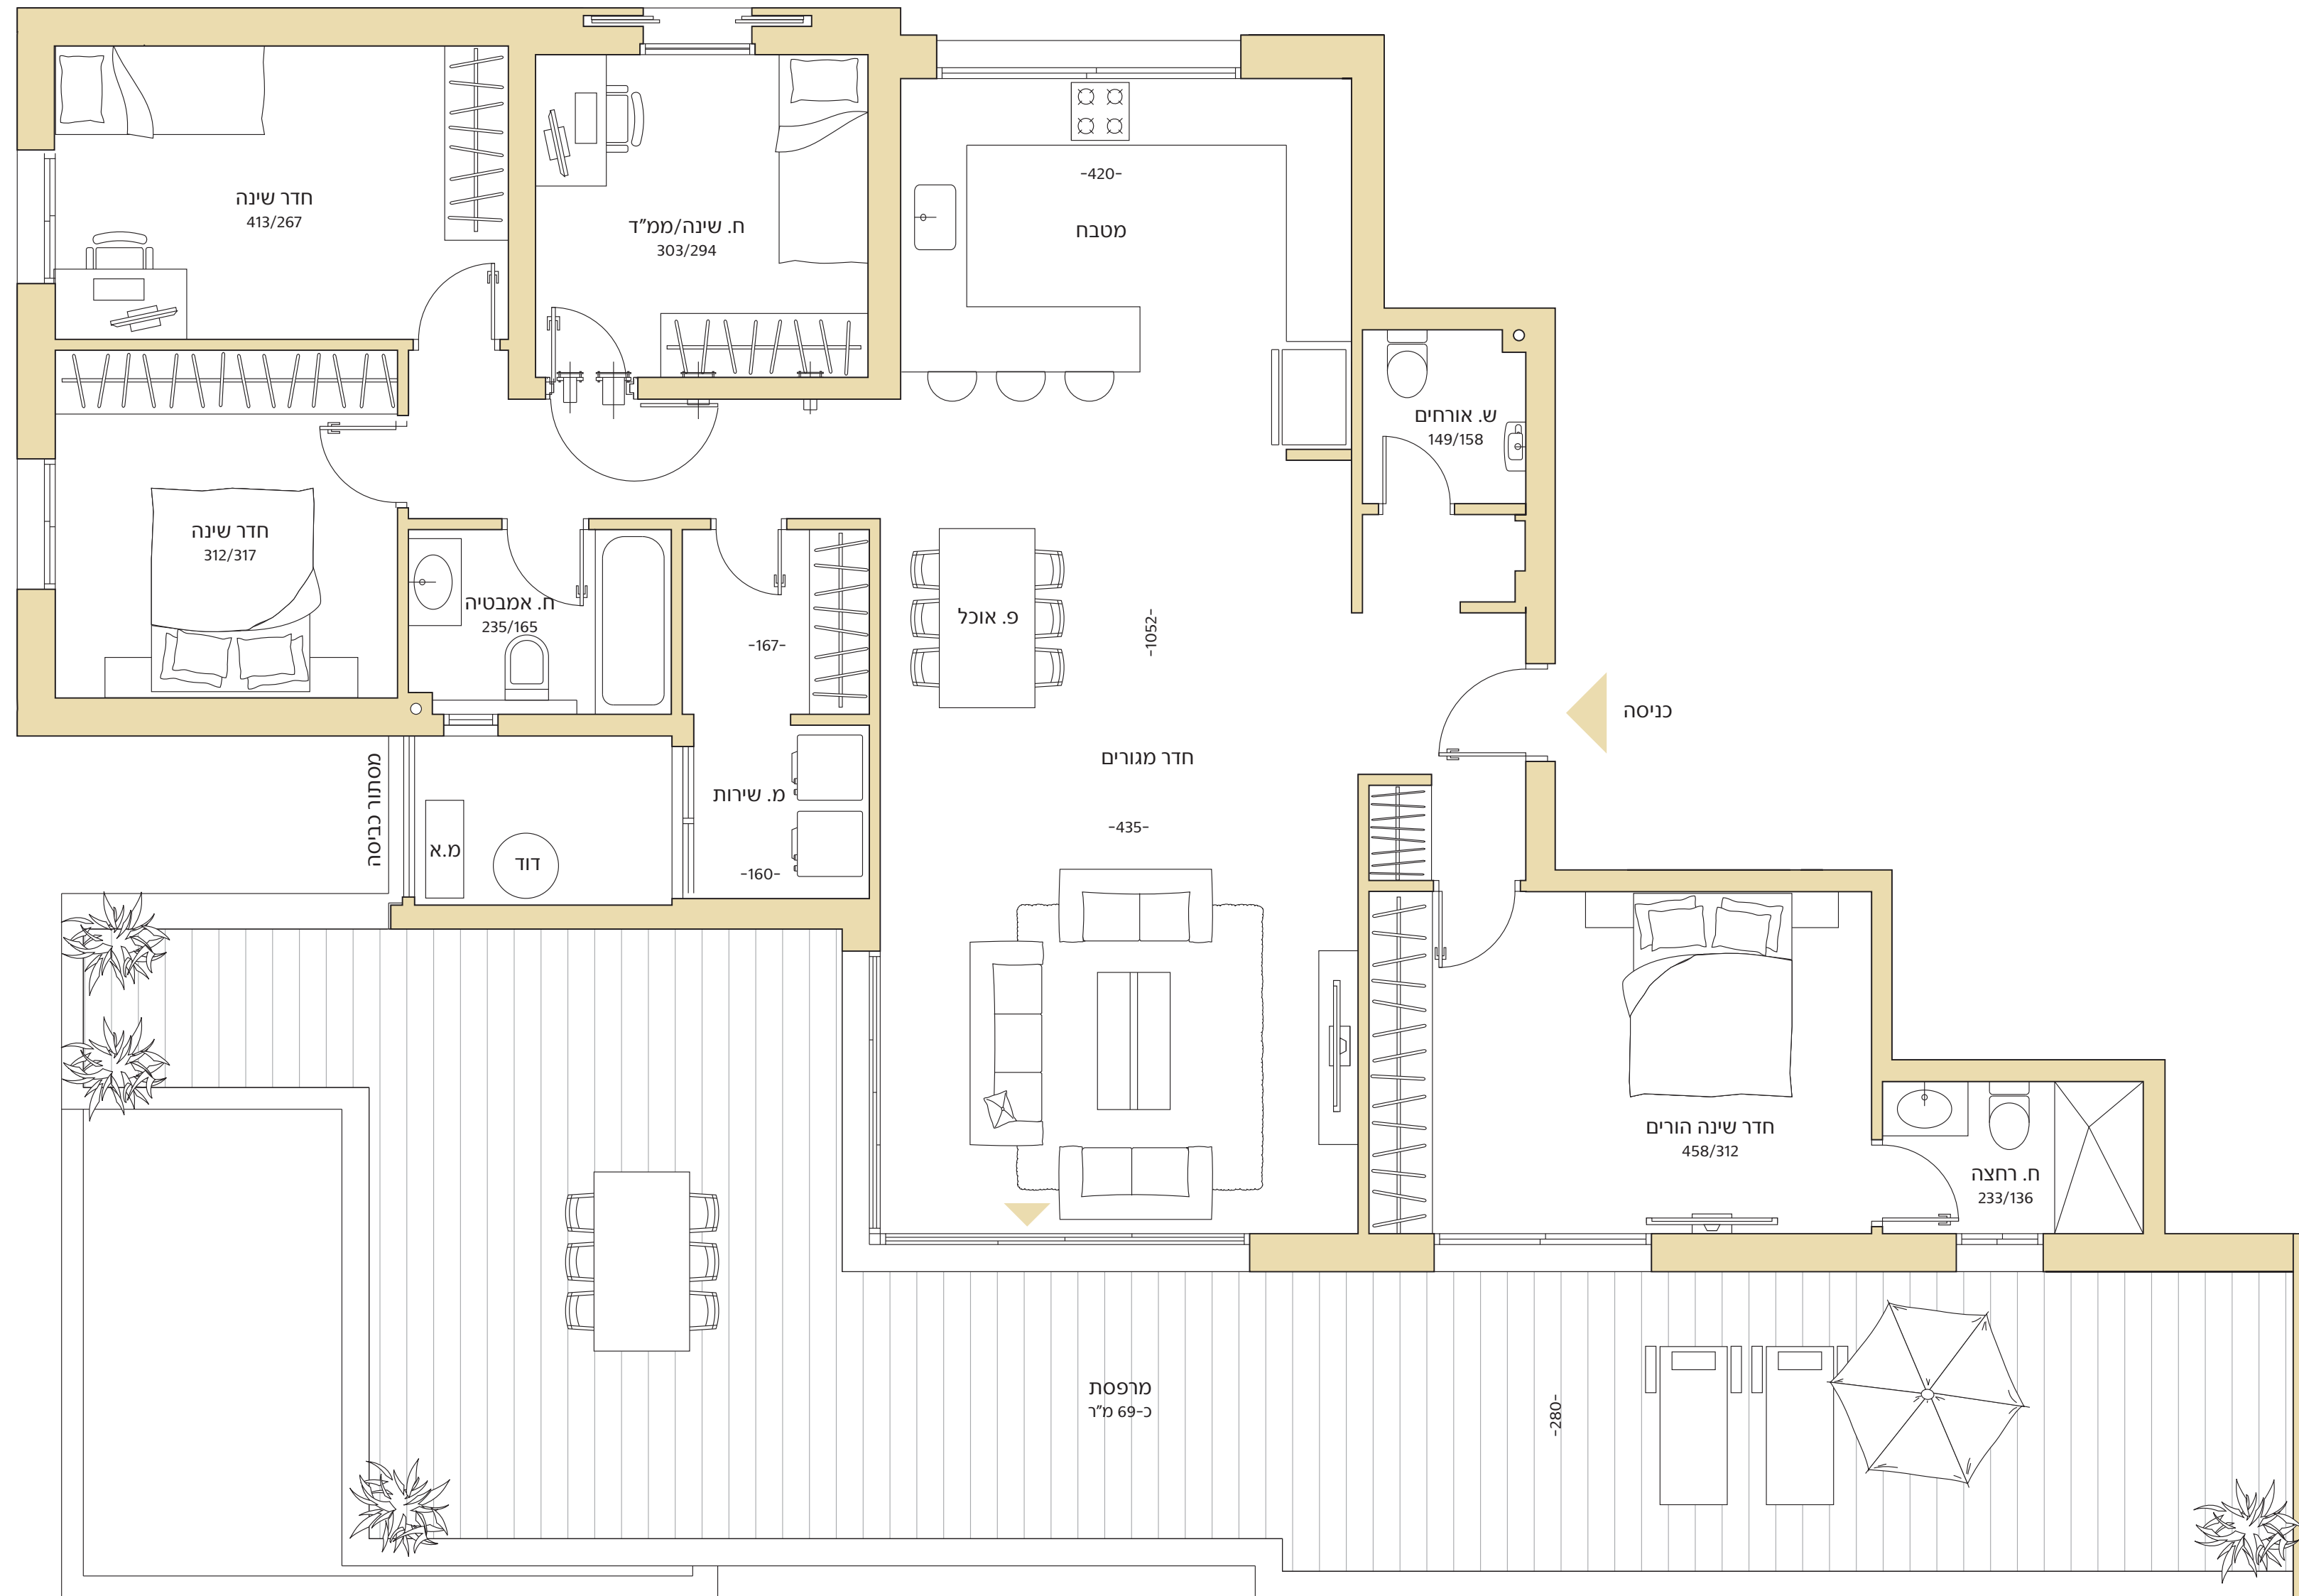 חדר שינה
413/267
ח. שינה/ממ"ד
303/294
-420-
מטבח
ש. אורחים
149/158
חדר שינה
312/317
ח. אמבטיה
235/165
-167-
פ. אוכל
-1052-
כניסה
חדר מגורים
-435-
מסתור כביסה
מ.א
דוד
מ. שירות
-160-
חדר שינה הורים
458/312
ח. רחצה
233/136
מרפסת
כ-69 מ"ר
-280-